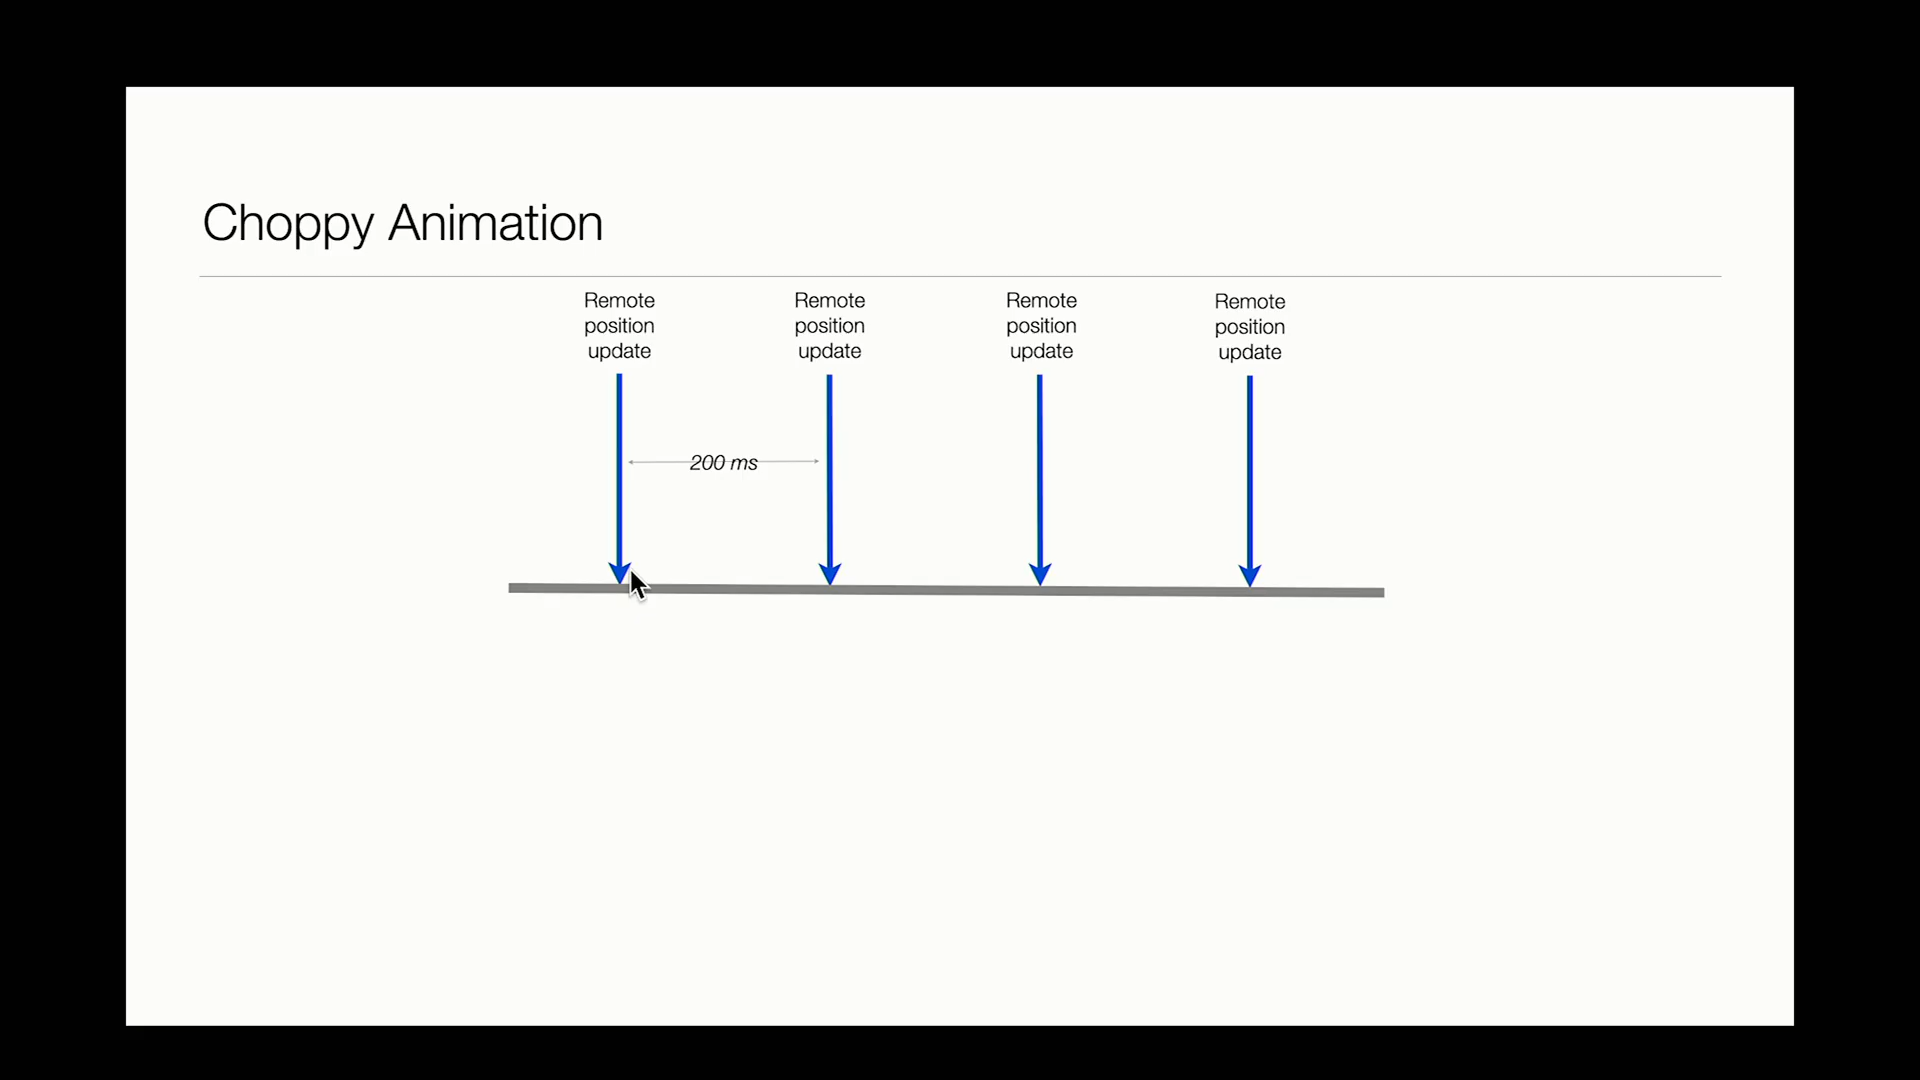 Choppy Animation
Remote
position
update
Remote
position
update
Remote
position
update
Remote
position
update
200 ms